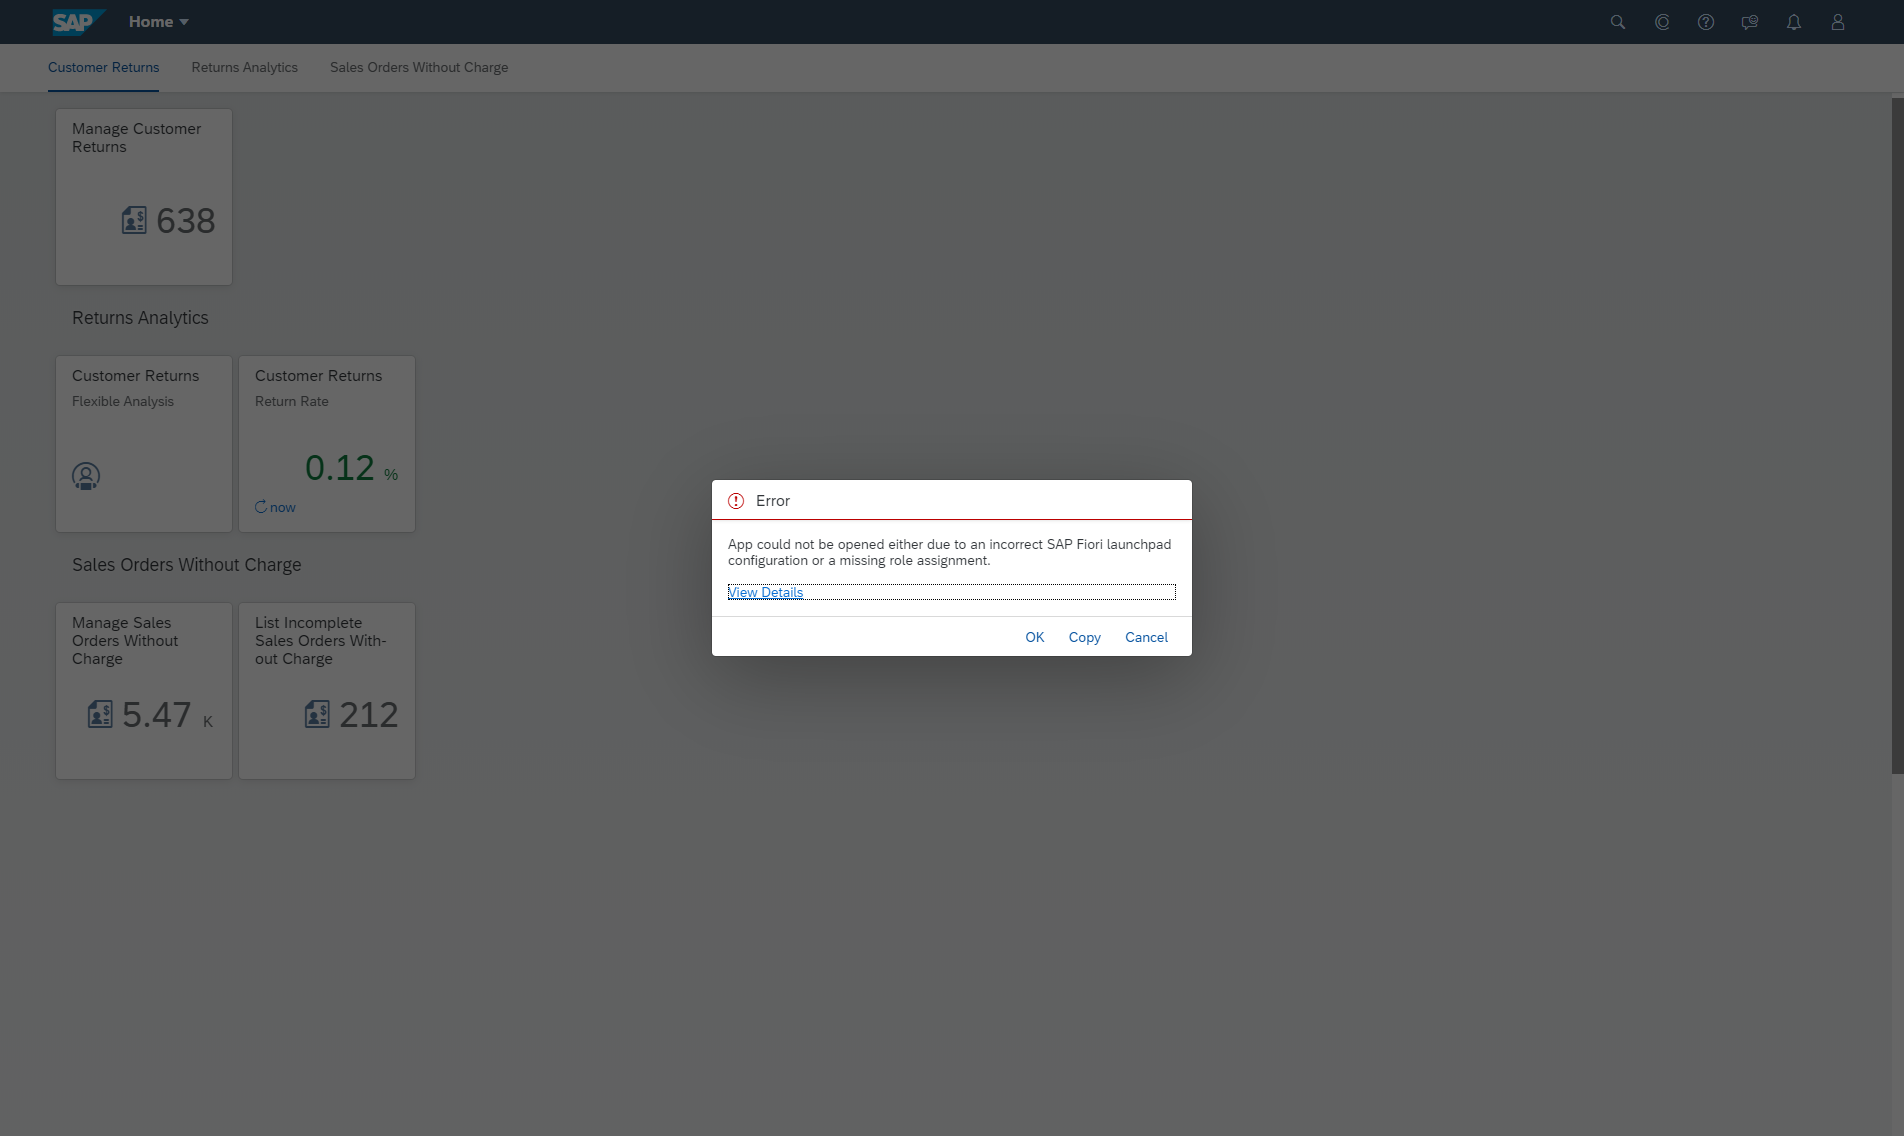 SAP Home
Customer Returns Returns Analytics Sales Orders Without Charge
Manage Customer
Returns
638
Returns Analytics
Customer Returns
Flexible Analysis
Customer Returns
Return Rate
0.12 %
now
Sales Orders Without Charge
Manage Sales
Orders Without
Charge
5.47 K
List Incomplete
Sales Orders With-
out Charge
212
Error
App could not be opened either due to an incorrect SAP Fiori launchpad
configuration or a missing role assignment.
View Details
OK Copy Cancel